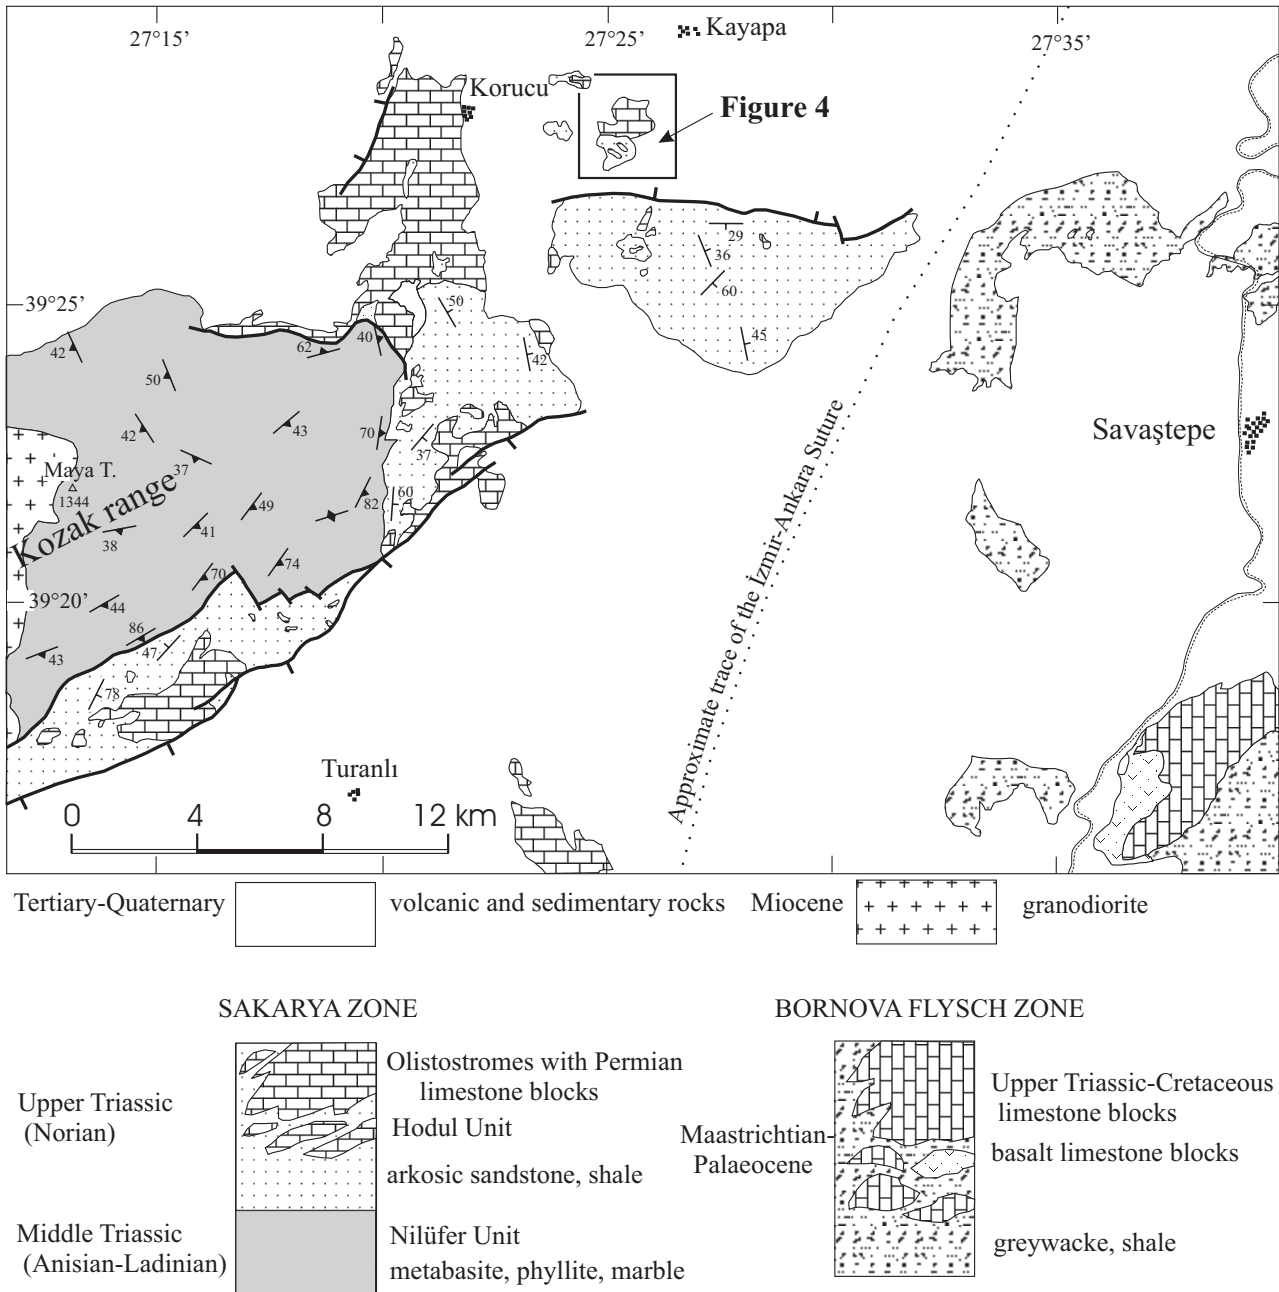 27°15’
27°25’
27°35’
Kayapa
Korucu
Figure 4
39°25’
29
36
60
45
50
42
40
62
42
50
42
43
70
37
37
Savaştepe
Maya T.
1344
Kozak range
49
82
60
41
38
74
70
39°20’
44
86
47
43
78
Approximate trace of the İzmir-Ankara Suture
Turanlı
0 4 8 12 km
Tertiary-Quaternary volcanic and sedimentary rocks Miocene granodiorite
SAKARYA ZONE
BORNOVA FLYSCH ZONE
Upper Triassic
(Norian)
Olistostromes with Permian
limestone blocks
Hodul Unit
arkosic sandstone, shale
Middle Triassic
(Anisian-Ladinian)
Nilüfer Unit
metabasite, phyllite, marble
Maastrichtian-
Palaeocene
Upper Triassic-Cretaceous
limestone blocks
basalt limestone blocks
greywacke, shale